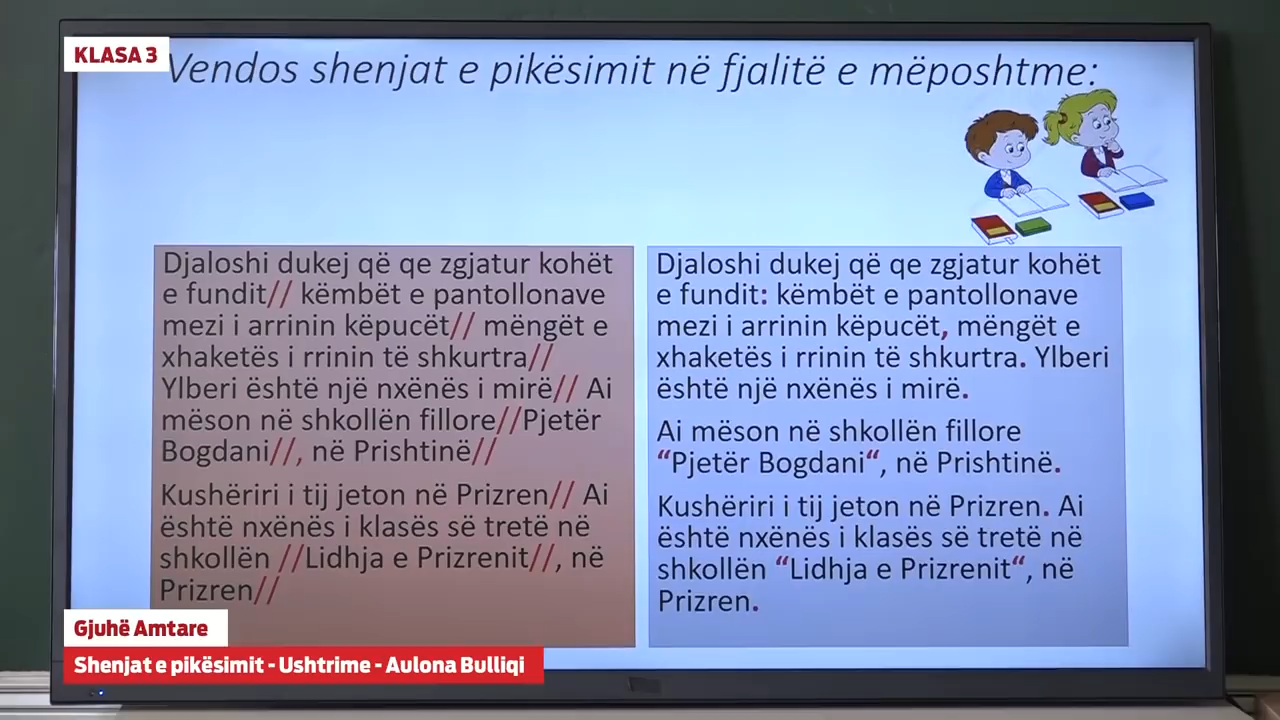 KLASA 3
Vendos shenjat e pikësimit në fjalitë e mëposhtme:
Djaloshi dukej që qe zgjatur kohët
e fundit// këmbët e pantollonave
mezi i arrinin këpucët// mëngët e
xhaketës i rrinin të shkurtra//
Ylberi është një nxënës i mirë// Ai
mëson në shkollën fillore//Pjetër
Bogdani//, në Prishtinë//
Kushëriri i tij jeton në Prizren// Ai
është nxënës i klasës së tretë në
shkollën //Lidhja e Prizrenit//, në
Prizren//
Djaloshi dukej që qe zgjatur kohët
e fundit: këmbët e pantollonave
mezi i arrinin këpucët, mëngët e
xhaketës i rrinin të shkurtra. Ylberi
është një nxënës i mirë.
Ai mëson në shkollën fillore
“Pjetër Bogdani“, në Prishtinë.
Kushëriri i tij jeton në Prizren. Ai
është nxënës i klasës së tretë në
shkollën “Lidhja e Prizrenit“, në
Prizren.
Gjuhë Amtare
Shenjat e pikësimit - Ushtrime - Aulona Bulliqi